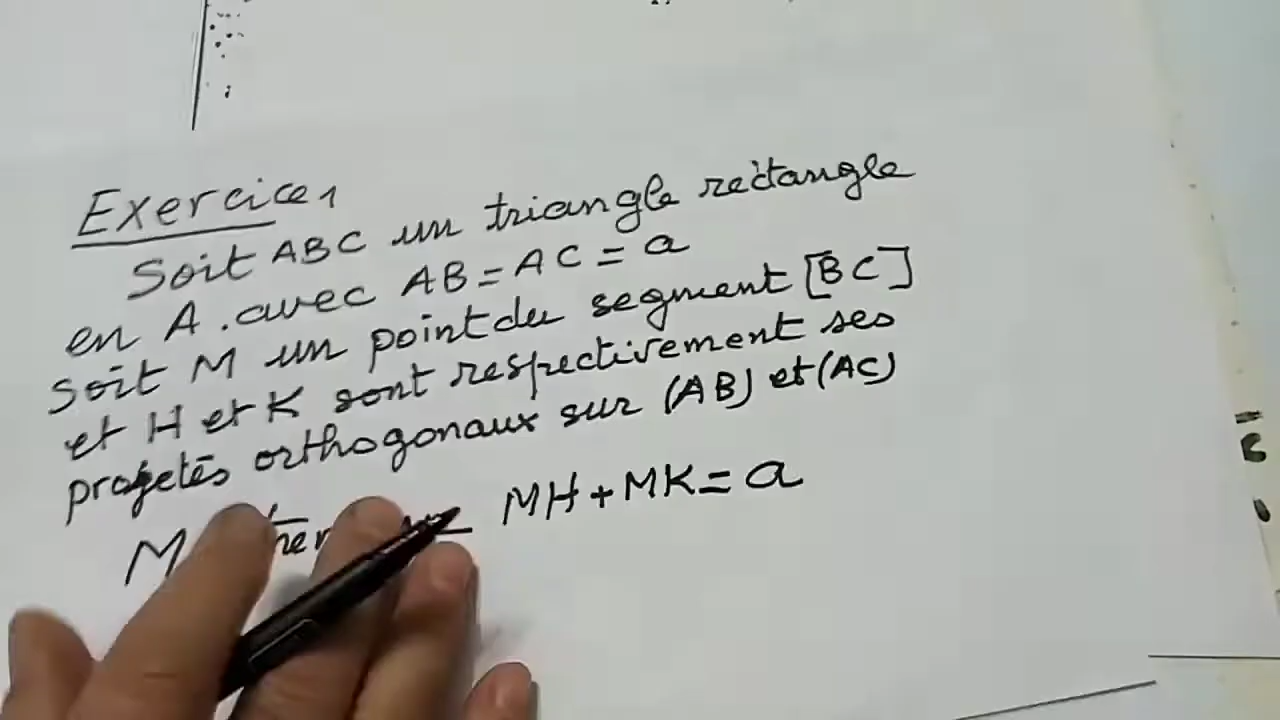 Exercice 1
Soit ABC un triangle rectangle
en A. avec AB = AC = a
Soit M un point du segment [BC]
et H et K sont respectivement ses
projetés orthogonaux sur (AB) et (AC)
MH + MK = a